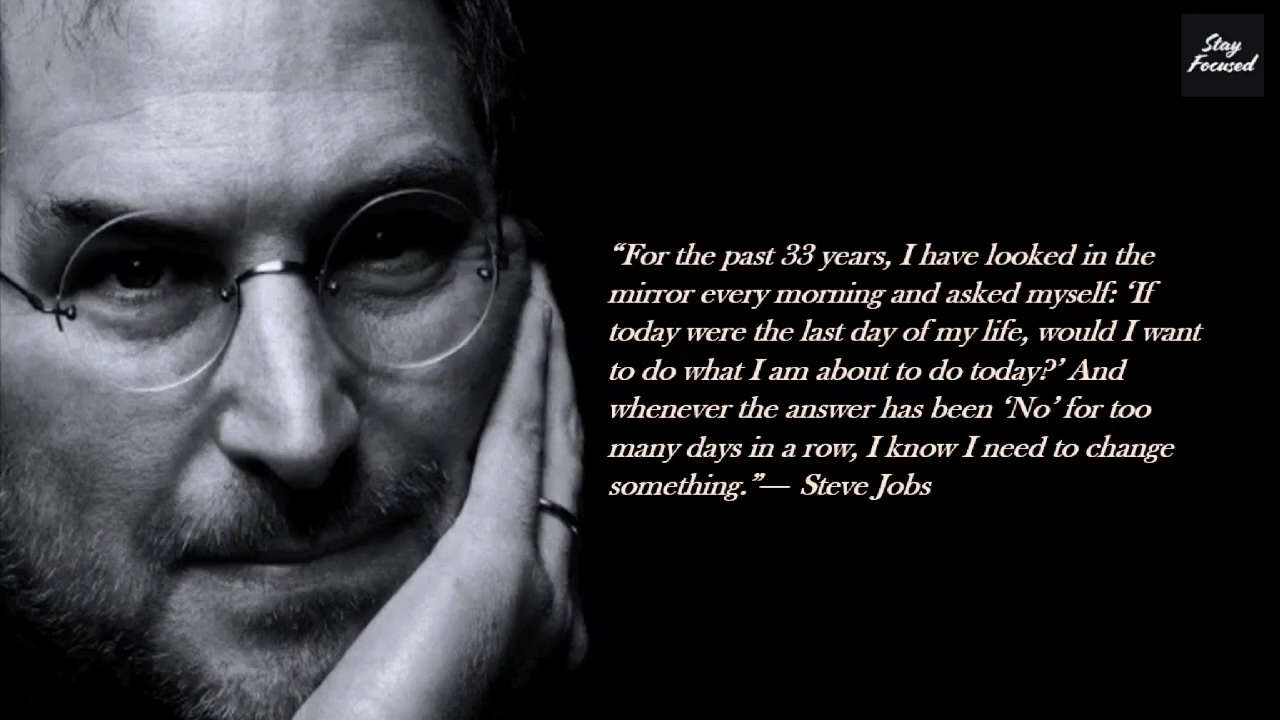 Stay
Focused
“For the past 33 years, I have looked in the
mirror every morning and asked myself: ‘If
today were the last day of my life, would I want
to do what I am about to do today?’ And
whenever the answer has been ‘No’ for too
many days in a row, I know I need to change
something.”— Steve Jobs